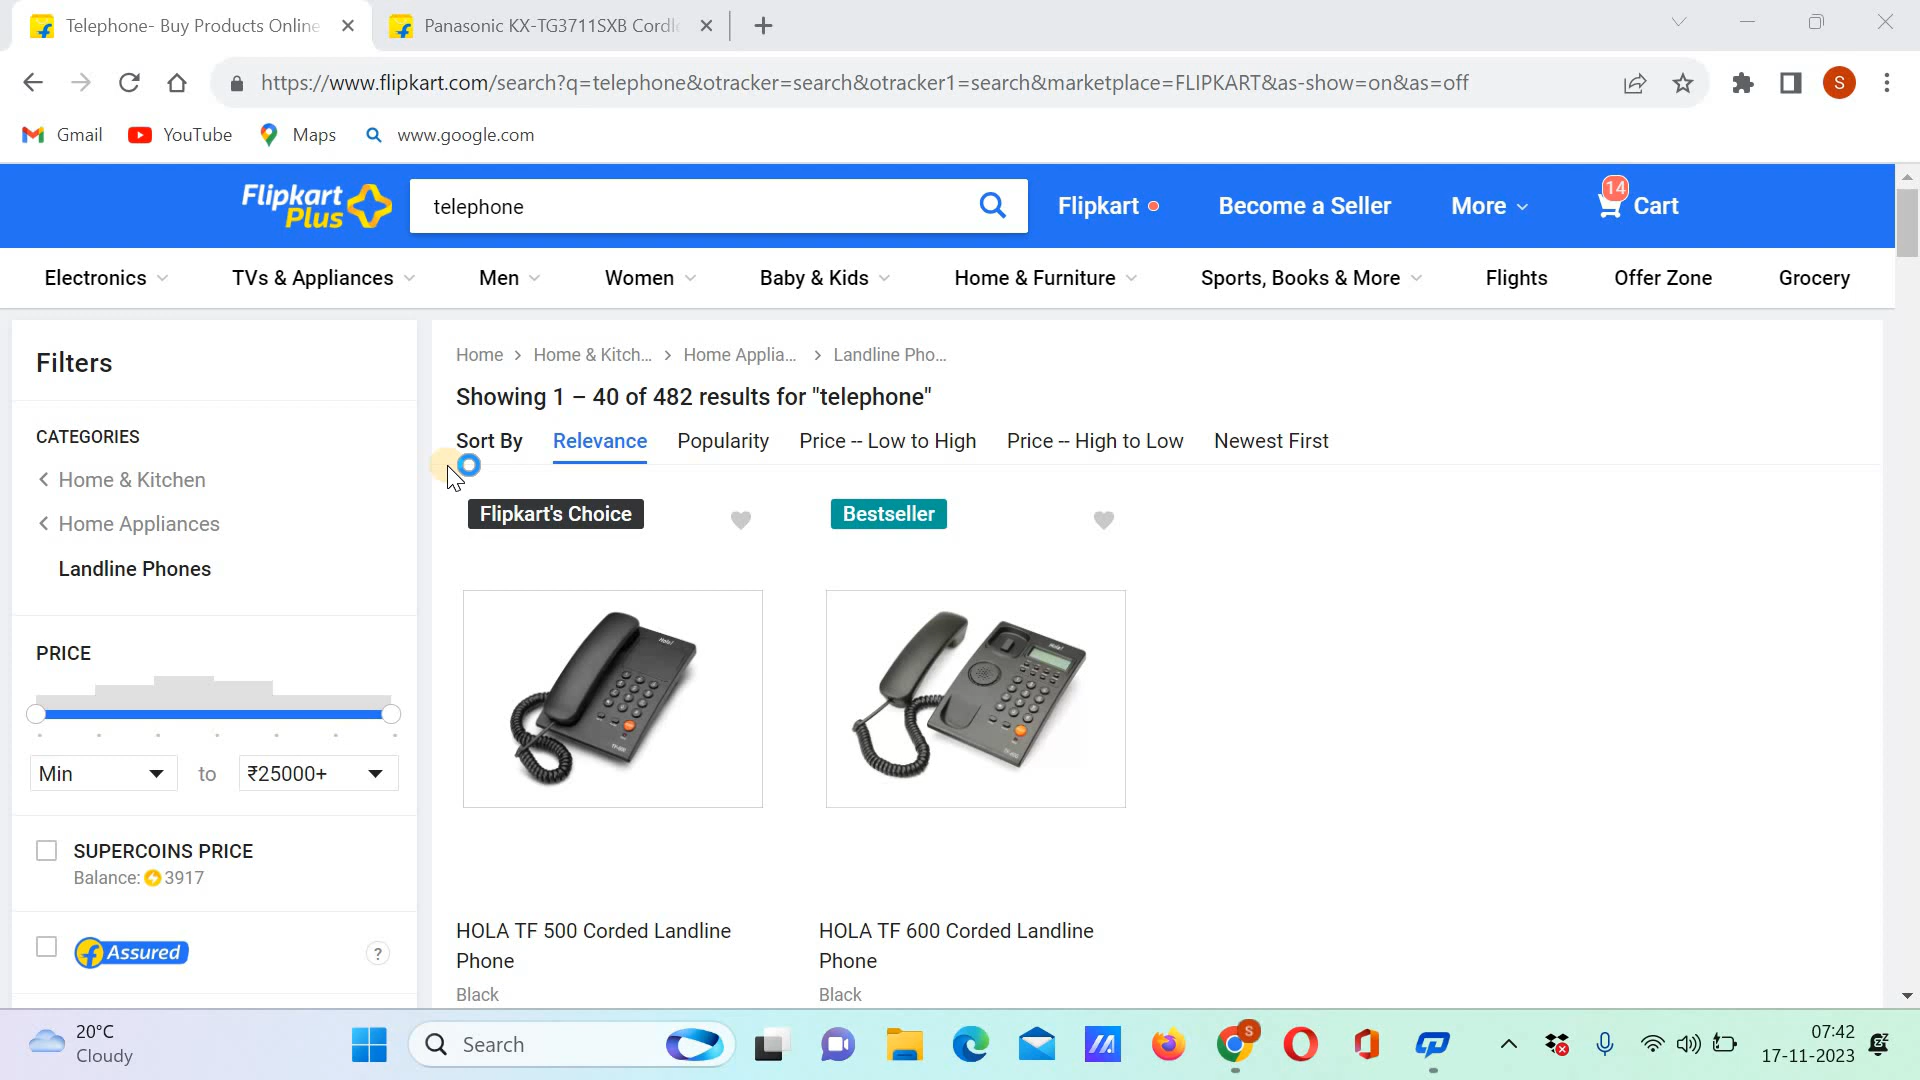 Telephone- Buy Products Online
Panasonic KX-TG3711SXB Cordle
https://www.flipkart.com/search?q=telephone&otracker=search&otracker1=search&marketplace=FLIPKART&as-show=on&as=off
S
Gmail
YouTube
Maps
www.google.com
Flipkart
Plus
telephone
Flipkart
Become a Seller
More
14
Cart
Electronics
TVs & Appliances
Men
Women
Baby & Kids
Home & Furniture
Sports, Books & More
Flights
Offer Zone
Grocery
Filters
CATEGORIES
Home & Kitchen
Home Appliances
Landline Phones
PRICE
Min
to
₹25000+
SUPERCOINS PRICE
Balance: 3917
f Assured
?
Home > Home & Kitch... > Home Applia... > Landline Pho...
Showing 1 – 40 of 482 results for "telephone"
Sort By
Relevance
Popularity
Price -- Low to High
Price -- High to Low
Newest First
Flipkart's Choice
Bestseller
Hola!
Hola!
HOLA TF 500 Corded Landline
Phone
Black
HOLA TF 600 Corded Landline
Phone
Black
20°C
Cloudy
Search
S
07:42
17-11-2023